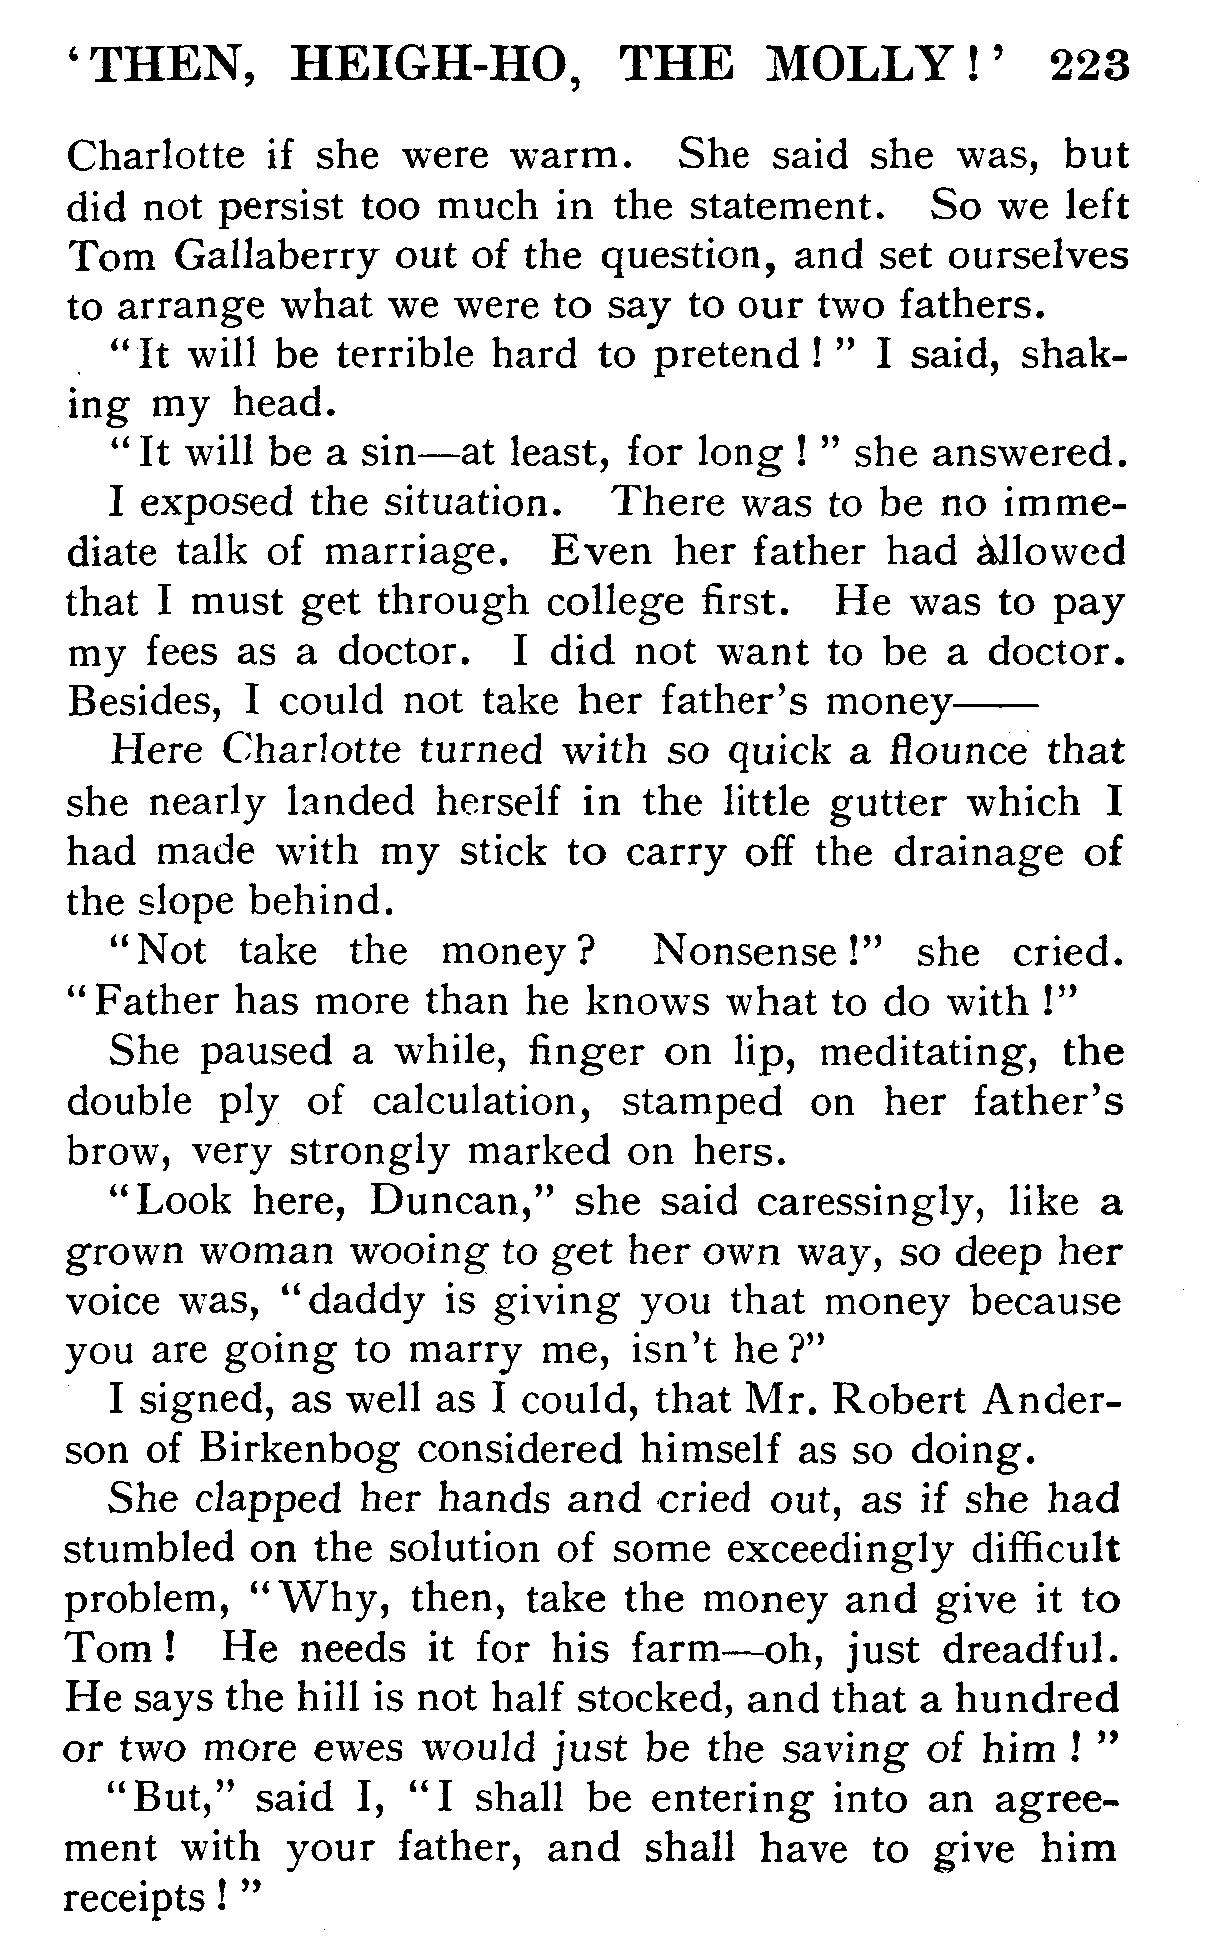 ‘THEN, HEIGH-HO, THE MOLLY!’ 223
Charlotte if she were warm. She said she was, but
did not persist too much in the statement. So we left
Tom Gallaberry out of the question, and set ourselves
to arrange what we were to say to our two fathers.
“It will be terrible hard to pretend!” I said, shak-
ing my head.
“It will be a sin—at least, for long!” she answered.
I exposed the situation. There was to be no imme-
diate talk of marriage. Even her father had allowed
that I must get through college first. He was to pay
my fees as a doctor. I did not want to be a doctor.
Besides, I could not take her father’s money——
Here Charlotte turned with so quick a flounce that
she nearly landed herself in the little gutter which I
had made with my stick to carry off the drainage of
the slope behind.
“Not take the money? Nonsense!” she cried.
“Father has more than he knows what to do with!”
She paused a while, finger on lip, meditating, the
double ply of calculation, stamped on her father’s
brow, very strongly marked on hers.
“Look here, Duncan,” she said caressingly, like a
grown woman wooing to get her own way, so deep her
voice was, “daddy is giving you that money because
you are going to marry me, isn’t he?”
I signed, as well as I could, that Mr. Robert Ander-
son of Birkenbog considered himself as so doing.
She clapped her hands and cried out, as if she had
stumbled on the solution of some exceedingly difficult
problem, “Why, then, take the money and give it to
Tom! He needs it for his farm—oh, just dreadful.
He says the hill is not half stocked, and that a hundred
or two more ewes would just be the saving of him!”
“But,” said I, “I shall be entering into an agree-
ment with your father, and shall have to give him
receipts!”